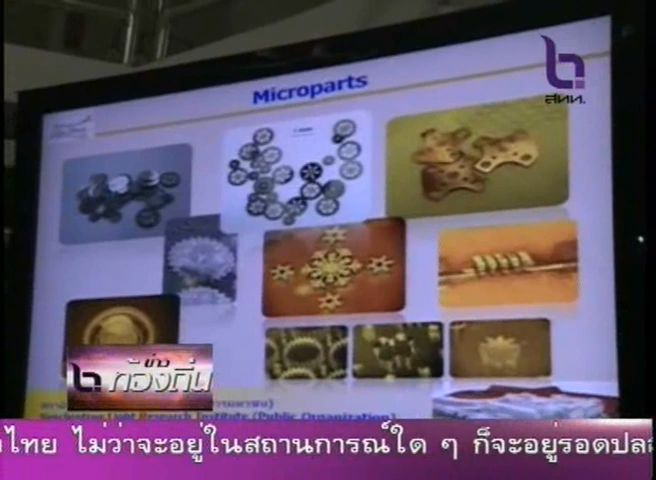 Microparts
สทท.
ข่าว
ท้องถิ่น
Synchrotron Light Research Institute (Public Organization)
ไทย ไม่ว่าจะอยู่ในสถานการณ์ใด ๆ ก็จะอยู่รอดปลอ